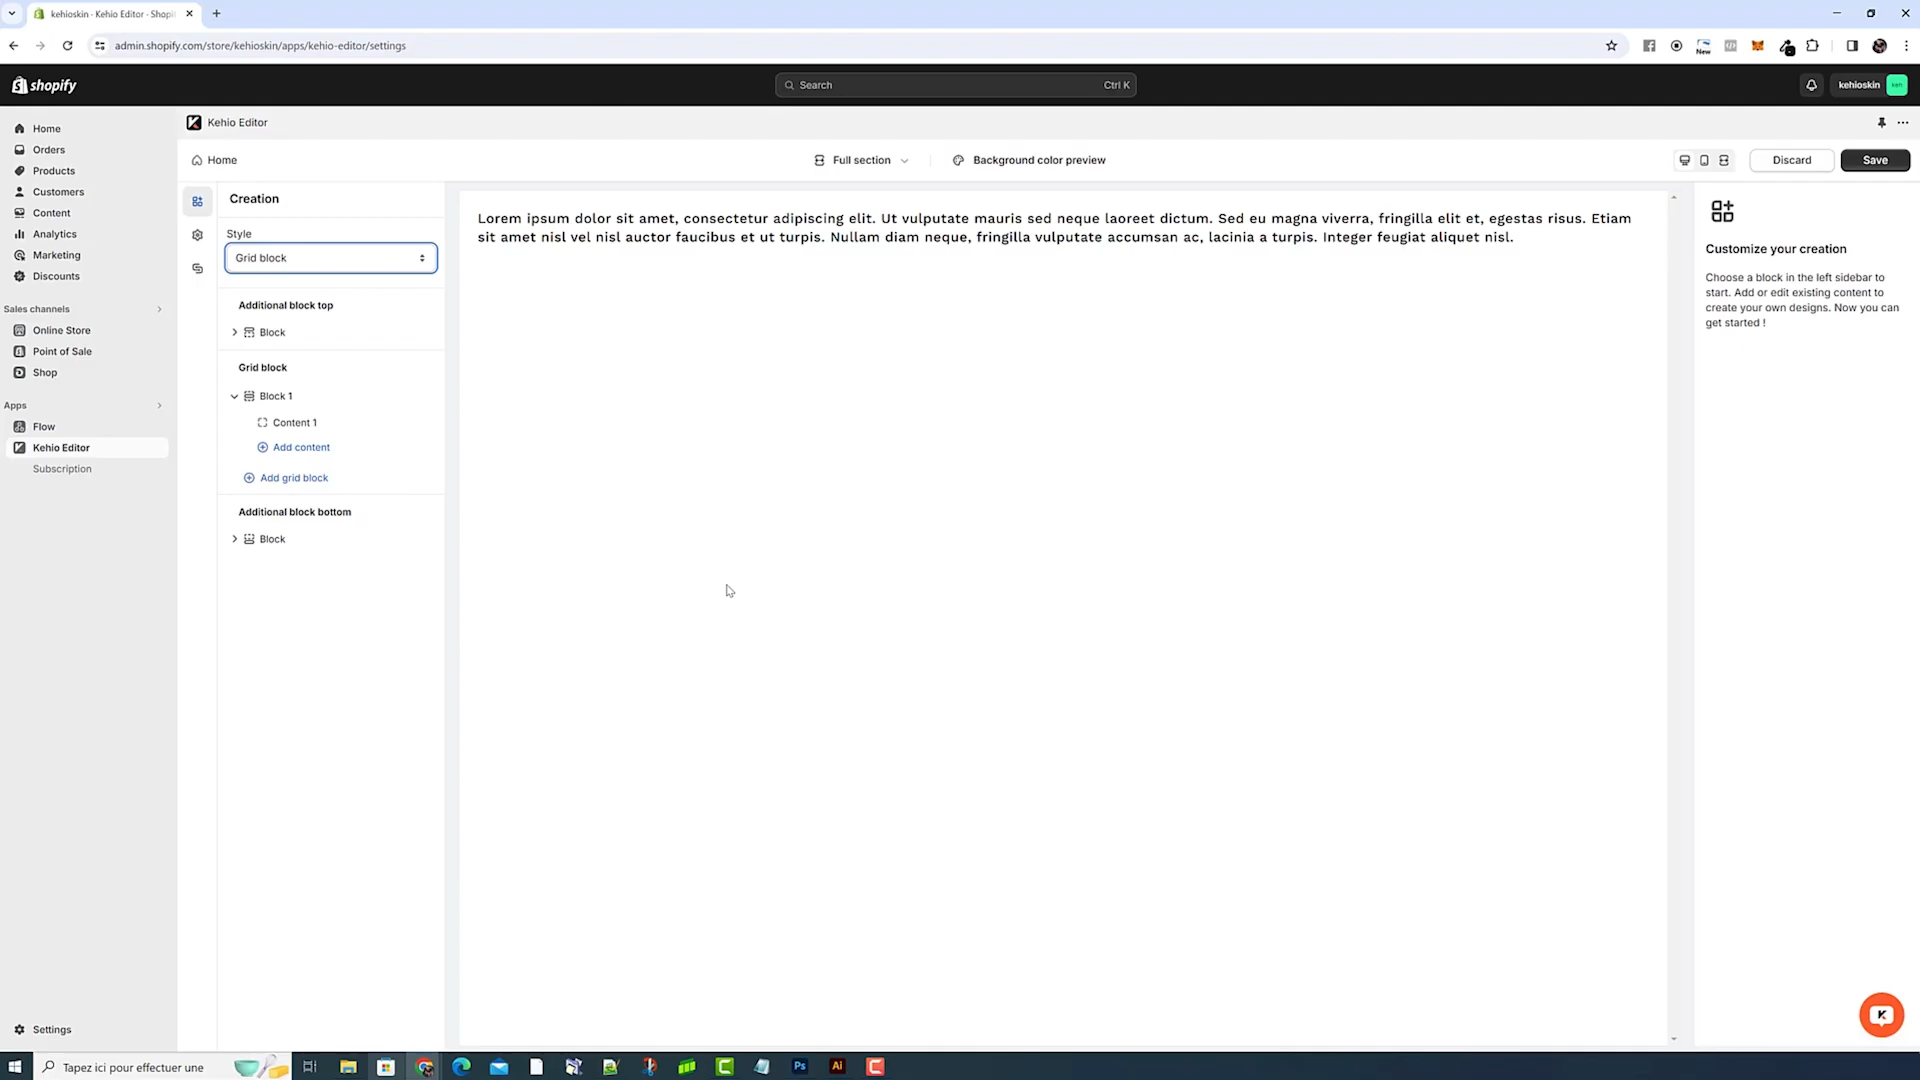 kehioskin · Kehio Editor · Shopi
admin.shopify.com/store/kehioskin/apps/kehio-editor/settings
New
shopify
Search
Ctrl K
kehioskin
keh
Home
Orders
Products
Customers
Content
Analytics
Marketing
Discounts
Sales channels
Online Store
Point of Sale
Shop
Apps
Flow
Kehio Editor
Subscription
Settings
Kehio Editor
Home
Full section
Background color preview
Discard
Save
Creation
Style
Grid block
Additional block top
Block
Grid block
Block 1
Content 1
Add content
Add grid block
Additional block bottom
Block
Lorem ipsum dolor sit amet, consectetur adipiscing elit. Ut vulputate mauris sed neque laoreet dictum. Sed eu magna viverra, fringilla elit et, egestas risus. Etiam
sit amet nisl vel nisl auctor faucibus et ut turpis. Nullam diam neque, fringilla vulputate accumsan ac, lacinia a turpis. Integer feugiat aliquet nisl.
Customize your creation
Choose a block in the left sidebar to
start. Add or edit existing content to
create your own designs. Now you can
get started !
Tapez ici pour effectuer une
Ps
Ai